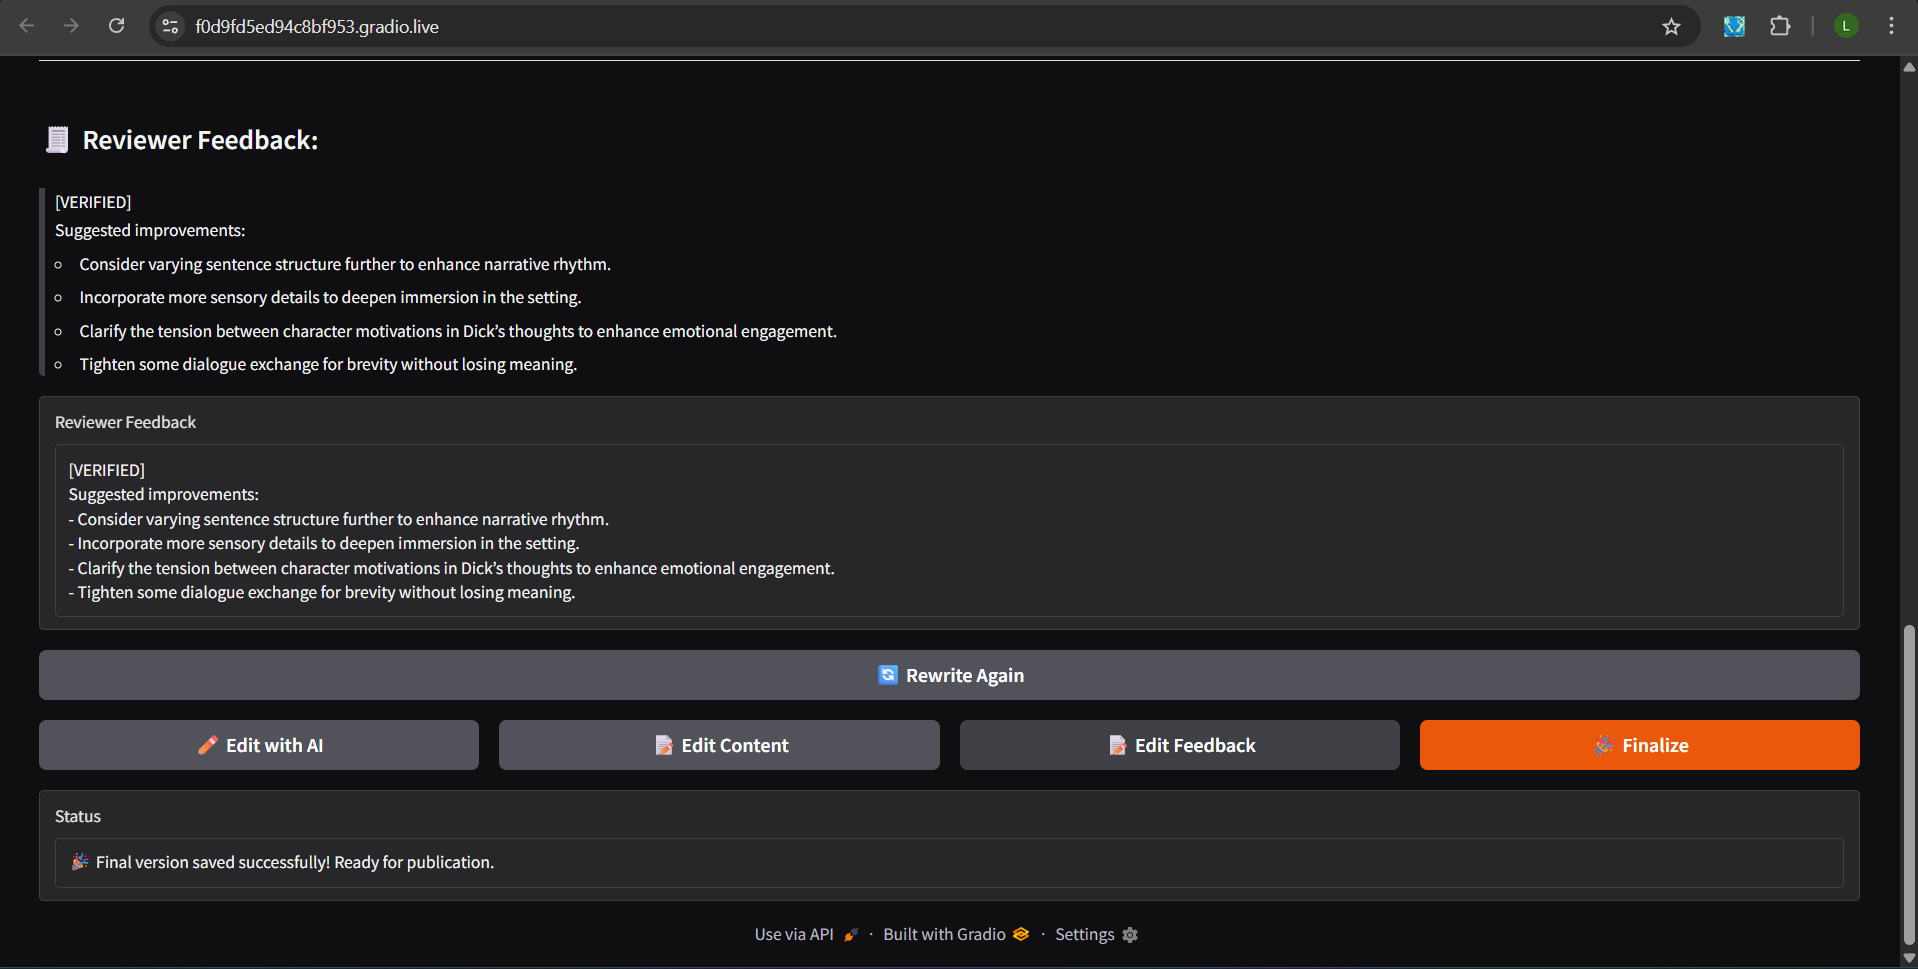 f0d9fd5ed94c8bf953.gradio.live
L
Reviewer Feedback:
[VERIFIED]
Suggested improvements:
Consider varying sentence structure further to enhance narrative rhythm.
Incorporate more sensory details to deepen immersion in the setting.
Clarify the tension between character motivations in Dick’s thoughts to enhance emotional engagement.
Tighten some dialogue exchange for brevity without losing meaning.
Reviewer Feedback
[VERIFIED]
Suggested improvements:
- Consider varying sentence structure further to enhance narrative rhythm.
- Incorporate more sensory details to deepen immersion in the setting.
- Clarify the tension between character motivations in Dick’s thoughts to enhance emotional engagement.
- Tighten some dialogue exchange for brevity without losing meaning.
Rewrite Again
Edit with AI
Edit Content
Edit Feedback
Finalize
Status
Final version saved successfully! Ready for publication.
Use via API · Built with Gradio · Settings